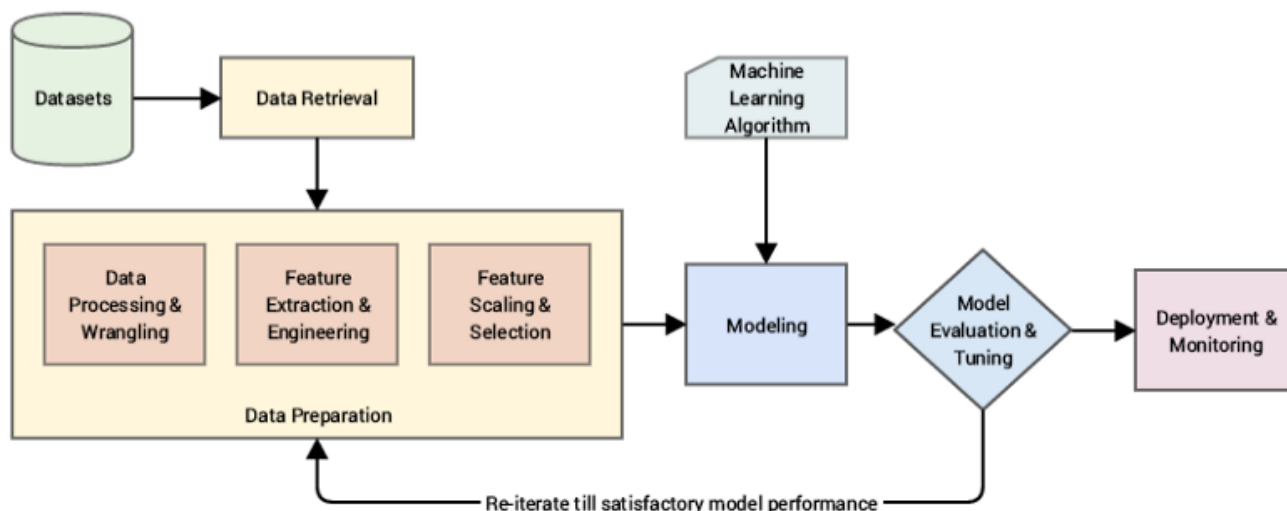 Datasets
Data Retrieval
Machine
Learning
Algorithm
Data
Processing &
Wrangling
Feature
Extraction &
Engineering
Feature
Scaling &
Selection
Data Preparation
Modeling
Model
Evaluation &
Tuning
Deployment &
Monitoring
Re-iterate till satisfactory model performance